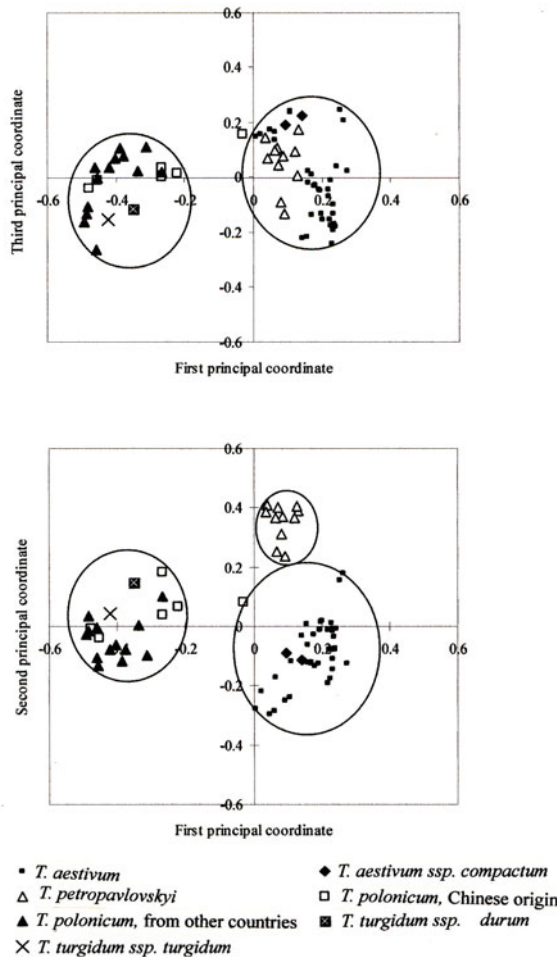 0.6
0.4
0.2
-0.6 -0.4 -0.2 0 0.2 0.4 0.6
-0.2
-0.4
-0.6
Third principal coordinate
First principal coordinate
0.6
0.4
0.2
-0.6 -0.4 -0.2 0 0.2 0.4 0.6
-0.2
-0.4
-0.6
Second principal coordinate
First principal coordinate
T. aestivum
T. aestivum ssp. compactum
T. petropavlovskyi
T. polonicum, Chinese origin
T. polonicum, from other countries
T. turgidum ssp. durum
T. turgidum ssp. turgidum